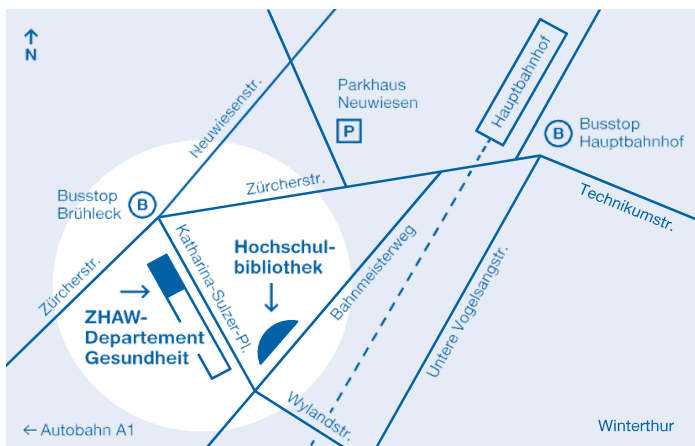 N
Neuwiesenstr.
Parkhaus
Neuwiesen
P
Hauptbahnhof
B
Busstop
Hauptbahnhof
Busstop
Brühleck
B
Zürcherstr.
Technikumstr.
Zürcherstr.
Katharina-Sulzer-Pl.
Hochschul-
bibliothek
Bahnmeisterweg
Untere Vogelsangstr.
ZHAW-
Departement
Gesundheit
Wylandstr.
← Autobahn A1
Winterthur